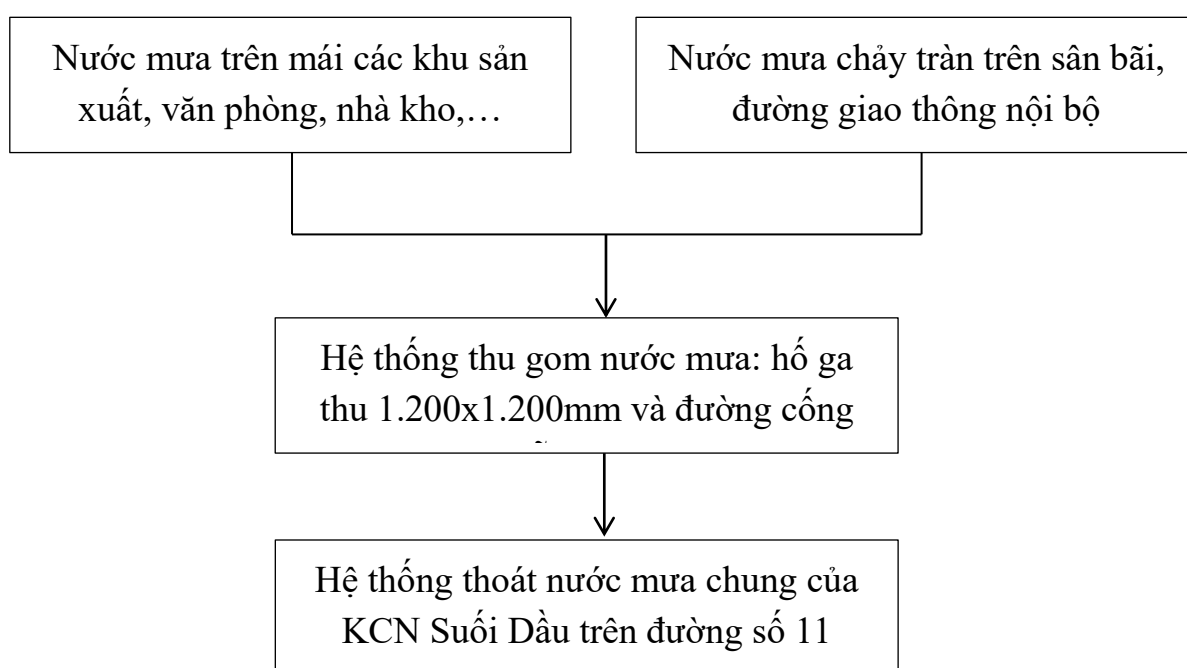 Nước mưa trên mái các khu sản
xuất, văn phòng, nhà kho,…
Nước mưa chảy tràn trên sân bãi,
đường giao thông nội bộ
Hệ thống thu gom nước mưa: hố ga
thu 1.200x1.200mm và đường cống
Hệ thống thoát nước mưa chung của
KCN Suối Dầu trên đường số 11